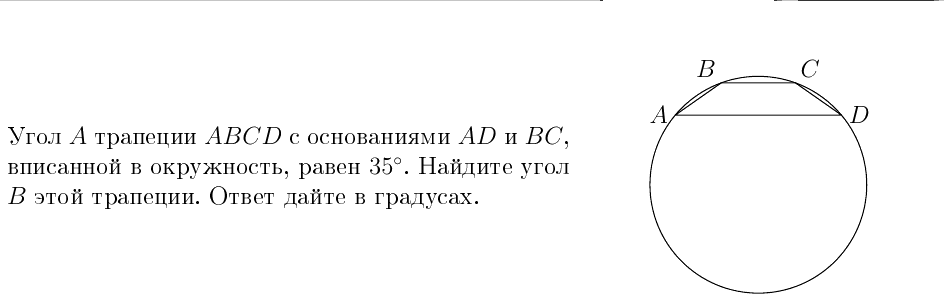 B C
A D
Угол A трапеции ABCD с основаниями AD и BC,
вписанной в окружность, равен 35°. Найдите угол
B этой трапеции. Ответ дайте в градусах.